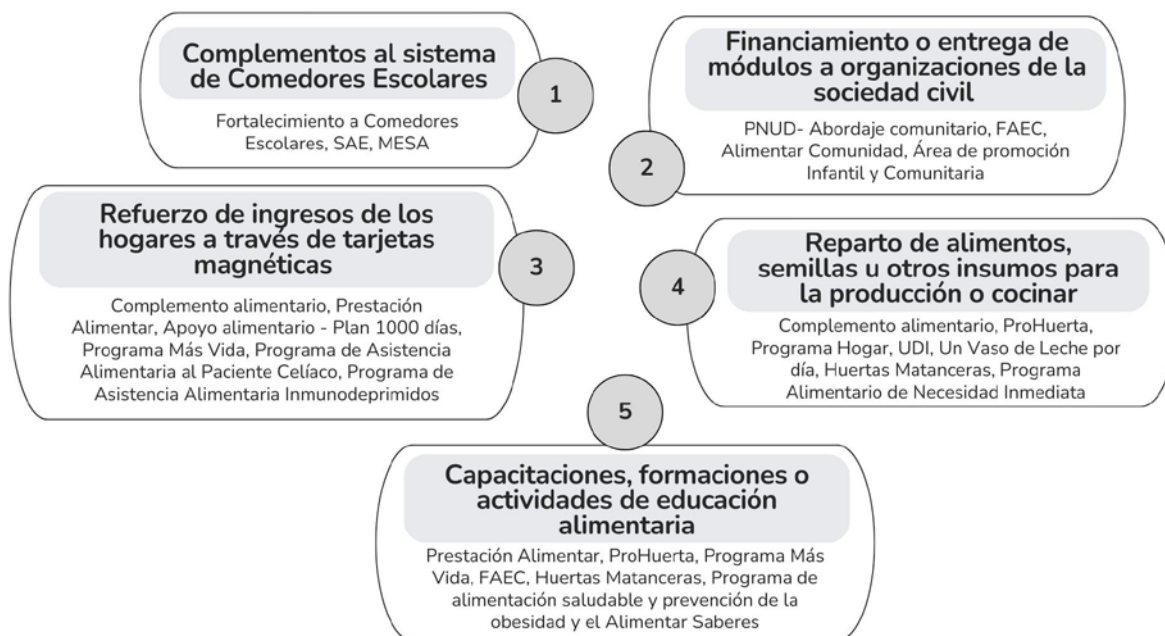 Complementos al sistema
de Comedores Escolares
1
Fortalecimiento a Comedores
Escolares, SAE, MESA
Financiamiento o entrega de
módulos a organizaciones de la
sociedad civil
2
PNUD- Abordaje comunitario, FAEC,
Alimentar Comunidad, Área de promoción
Infantil y Comunitaria
Refuerzo de ingresos de los
hogares a través de tarjetas
magnéticas
3
Complemento alimentario, Prestación
Alimentar, Apoyo alimentario - Plan 1000 días,
Programa Más Vida, Programa de Asistencia
Alimentaria al Paciente Celíaco, Programa de
Asistencia Alimentaria Inmunodeprimidos
Reparto de alimentos,
semillas u otros insumos para
la producción o cocinar
4
Complemento alimentario, ProHuerta,
Programa Hogar, UDI, Un Vaso de Leche por
día, Huertas Matanceras, Programa
Alimentario de Necesidad Inmediata
5
Capacitaciones, formaciones o
actividades de educación
alimentaria
Prestación Alimentar, ProHuerta, Programa Más
Vida, FAEC, Huertas Matanceras, Programa de
alimentación saludable y prevención de la
obesidad y el Alimentar Saberes